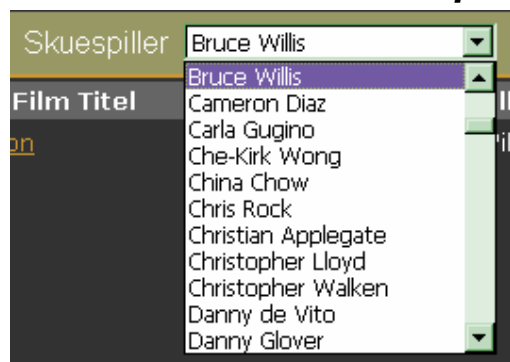 Skuespiller Bruce Willis
Bruce Willis
Film Titel
Cameron Diaz
Carla Gugino
on
Che-Kirk Wong
China Chow
Chris Rock
Christian Applegate
Christopher Lloyd
Christopher Walken
Danny de Vito
Danny Glover